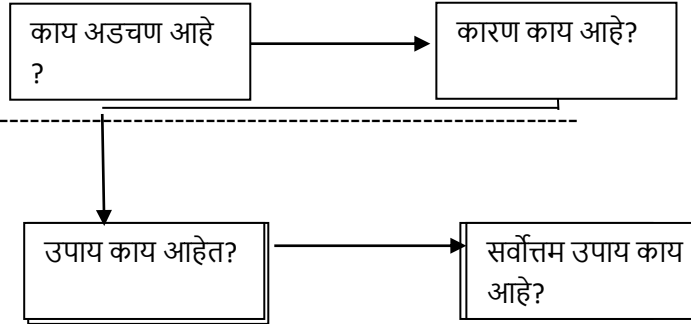 काय अडचण आहे
?
कारण काय आहे?
उपाय काय आहेत?
सर्वोत्तम उपाय काय
आहे?